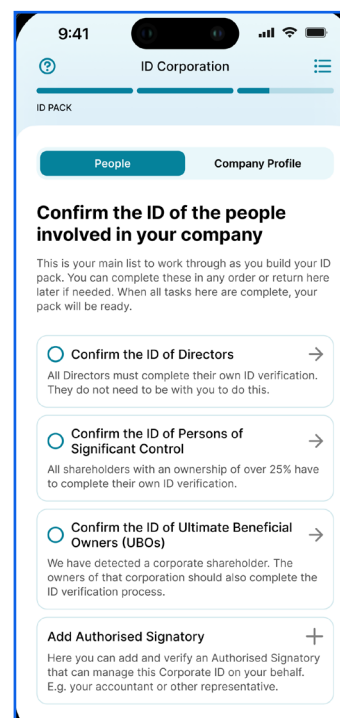 9:41
ID Corporation
ID PACK
People
Company Profile
Confirm the ID of the people
involved in your company
This is your main list to work through as you build your ID
pack. You can complete these in any order or return here
later if needed. When all tasks here are complete, your
pack will be ready.
Confirm the ID of Directors
All Directors must complete their own ID verification.
They do not need to be with you to do this.
Confirm the ID of Persons of
Significant Control
All shareholders with an ownership of over 25% have
to complete their own ID verification.
Confirm the ID of Ultimate Beneficial
Owners (UBOs)
We have detected a corporate shareholder. The
owners of that corporation should also complete the
ID verification process.
Add Authorised Signatory
Here you can add and verify an Authorised Signatory
that can manage this Corporate ID on your behalf.
E.g. your accountant or other representative.